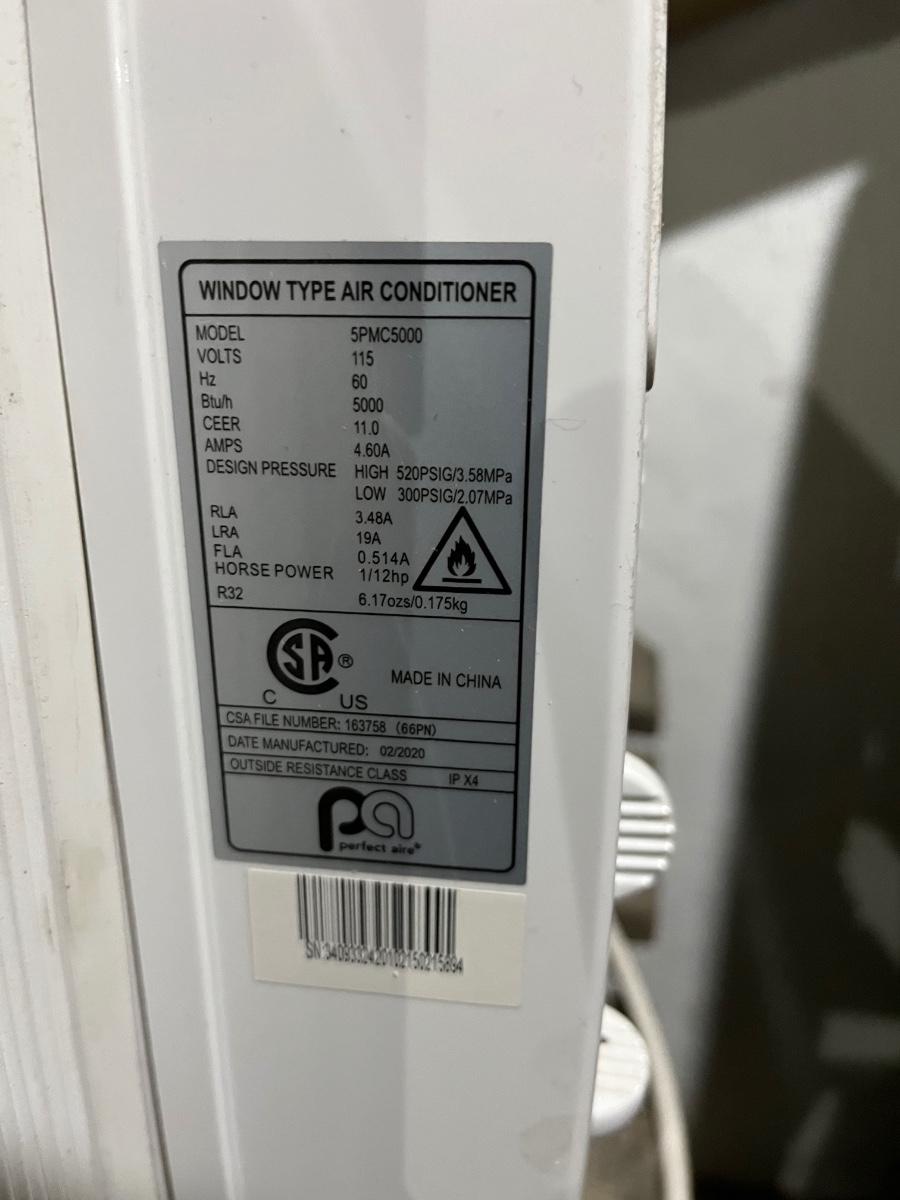 WINDOW TYPE AIR CONDITIONER
MODEL 5PMC5000
VOLTS 115
Hz 60
Btu/h 5000
CEER 11.0
AMPS 4.60A
DESIGN PRESSURE HIGH 520PSIG/3.58MPa
LOW 300PSIG/2.07MPa
RLA 3.48A
LRA 19A
FLA 0.514A
HORSE POWER 1/12hp
R32 6.17ozs/0.175kg
CSA ®
C US MADE IN CHINA
CSA FILE NUMBER: 163758 (66PN)
DATE MANUFACTURED: 02/2020
OUTSIDE RESISTANCE CLASS IP X4
pa
perfect aire®
SN: